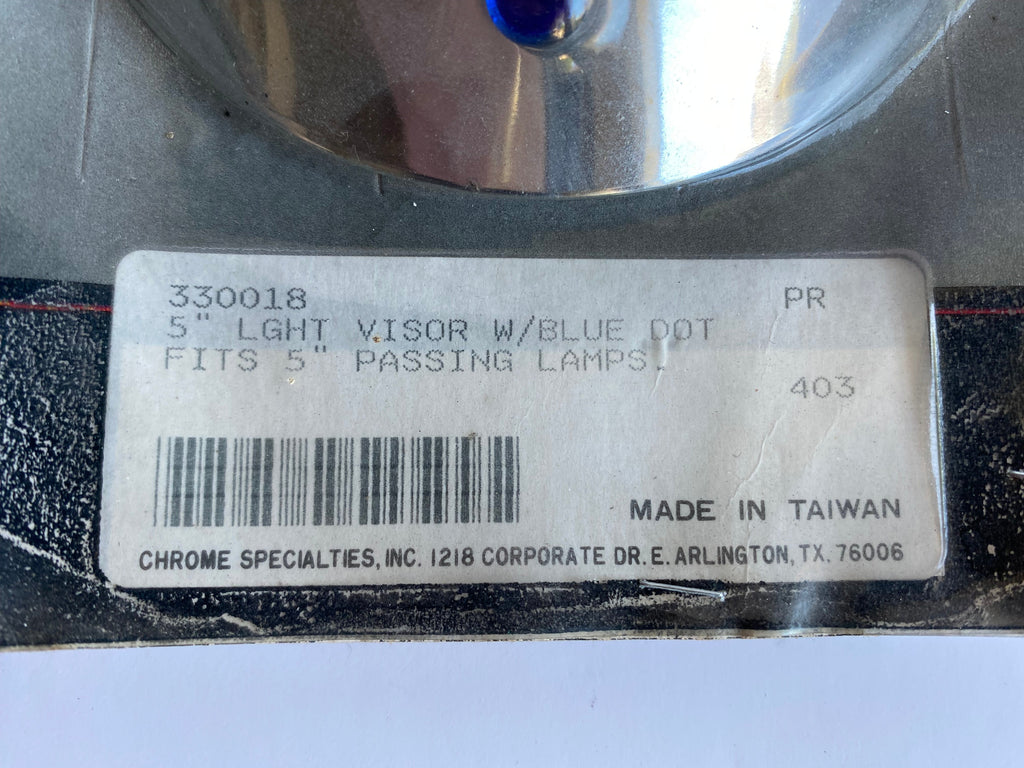 330018 PR
5" LGHT VISOR W/BLUE DOT
FITS 5" PASSING LAMPS.
403
MADE IN TAIWAN
CHROME SPECIALTIES, INC. 1218 CORPORATE DR. E. ARLINGTON, TX. 76006